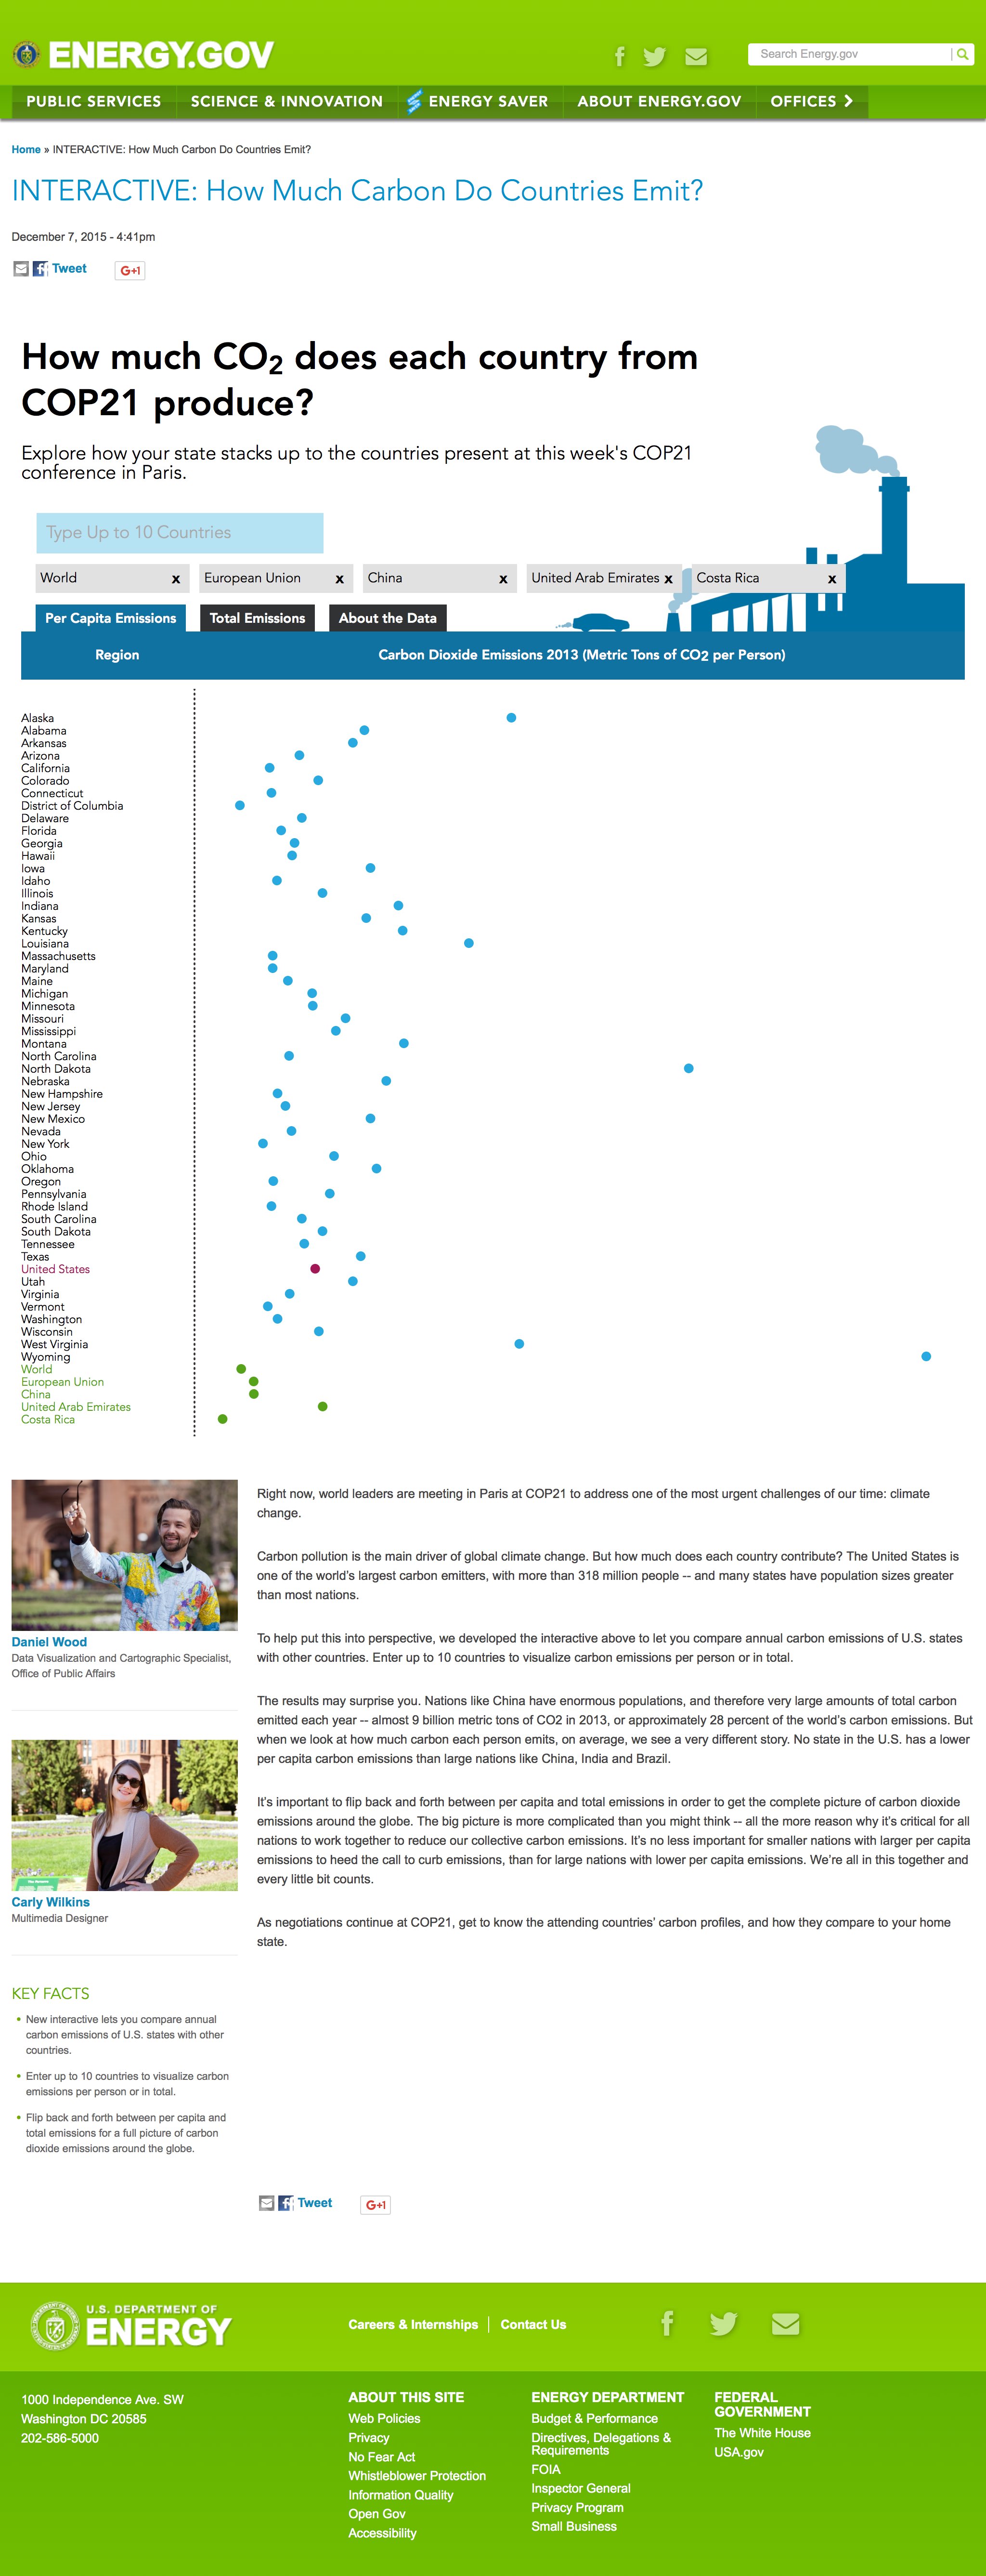 ENERGY.GOV
Search Energy.gov
PUBLIC SERVICES
SCIENCE & INNOVATION
ENERGY SAVER
ABOUT ENERGY.GOV
OFFICES
Home » INTERACTIVE: How Much Carbon Do Countries Emit?
INTERACTIVE: How Much Carbon Do Countries Emit?
December 7, 2015 - 4:41pm
Tweet
G+1
How much CO2 does each country from
COP21 produce?
Explore how your state stacks up to the countries present at this week's COP21
conference in Paris.
Type Up to 10 Countries
World x
European Union x
China x
United Arab Emirates x
Costa Rica x
Per Capita Emissions
Total Emissions
About the Data
Region
Carbon Dioxide Emissions 2013 (Metric Tons of CO2 per Person)
Alaska
Alabama
Arkansas
Arizona
California
Colorado
Connecticut
District of Columbia
Delaware
Florida
Georgia
Hawaii
Iowa
Idaho
Illinois
Indiana
Kansas
Kentucky
Louisiana
Massachusetts
Maryland
Maine
Michigan
Minnesota
Missouri
Mississippi
Montana
North Carolina
North Dakota
Nebraska
New Hampshire
New Jersey
New Mexico
Nevada
New York
Ohio
Oklahoma
Oregon
Pennsylvania
Rhode Island
South Carolina
South Dakota
Tennessee
Texas
United States
Utah
Virginia
Vermont
Washington
Wisconsin
West Virginia
Wyoming
World
European Union
China
United Arab Emirates
Costa Rica
Daniel Wood
Data Visualization and Cartographic Specialist,
Office of Public Affairs
Carly Wilkins
Multimedia Designer
KEY FACTS
• New interactive lets you compare annual
carbon emissions of U.S. states with other
countries.
• Enter up to 10 countries to visualize carbon
emissions per person or in total.
• Flip back and forth between per capita and
total emissions for a full picture of carbon
dioxide emissions around the globe.
Right now, world leaders are meeting in Paris at COP21 to address one of the most urgent challenges of our time: climate
change.
Carbon pollution is the main driver of global climate change. But how much does each country contribute? The United States is
one of the world's largest carbon emitters, with more than 318 million people -- and many states have population sizes greater
than most nations.
To help put this into perspective, we developed the interactive above to let you compare annual carbon emissions of U.S. states
with other countries. Enter up to 10 countries to visualize carbon emissions per person or in total.
The results may surprise you. Nations like China have enormous populations, and therefore very large amounts of total carbon
emitted each year -- almost 9 billion metric tons of CO2 in 2013, or approximately 28 percent of the world's carbon emissions. But
when we look at how much carbon each person emits, on average, we see a very different story. No state in the U.S. has a lower
per capita carbon emissions than large nations like China, India and Brazil.
It's important to flip back and forth between per capita and total emissions in order to get the complete picture of carbon dioxide
emissions around the globe. The big picture is more complicated than you might think -- all the more reason why it's critical for all
nations to work together to reduce our collective carbon emissions. It's no less important for smaller nations with larger per capita
emissions to heed the call to curb emissions, than for large nations with lower per capita emissions. We're all in this together and
every little bit counts.
As negotiations continue at COP21, get to know the attending countries' carbon profiles, and how they compare to your home
state.
Tweet
G+1
U.S. DEPARTMENT OF
ENERGY
Careers & Internships | Contact Us
1000 Independence Ave. SW
Washington DC 20585
202-586-5000
ABOUT THIS SITE
Web Policies
Privacy
No Fear Act
Whistleblower Protection
Information Quality
Open Gov
Accessibility
ENERGY DEPARTMENT
Budget & Performance
Directives, Delegations &
Requirements
FOIA
Inspector General
Privacy Program
Small Business
FEDERAL
GOVERNMENT
The White House
USA.gov